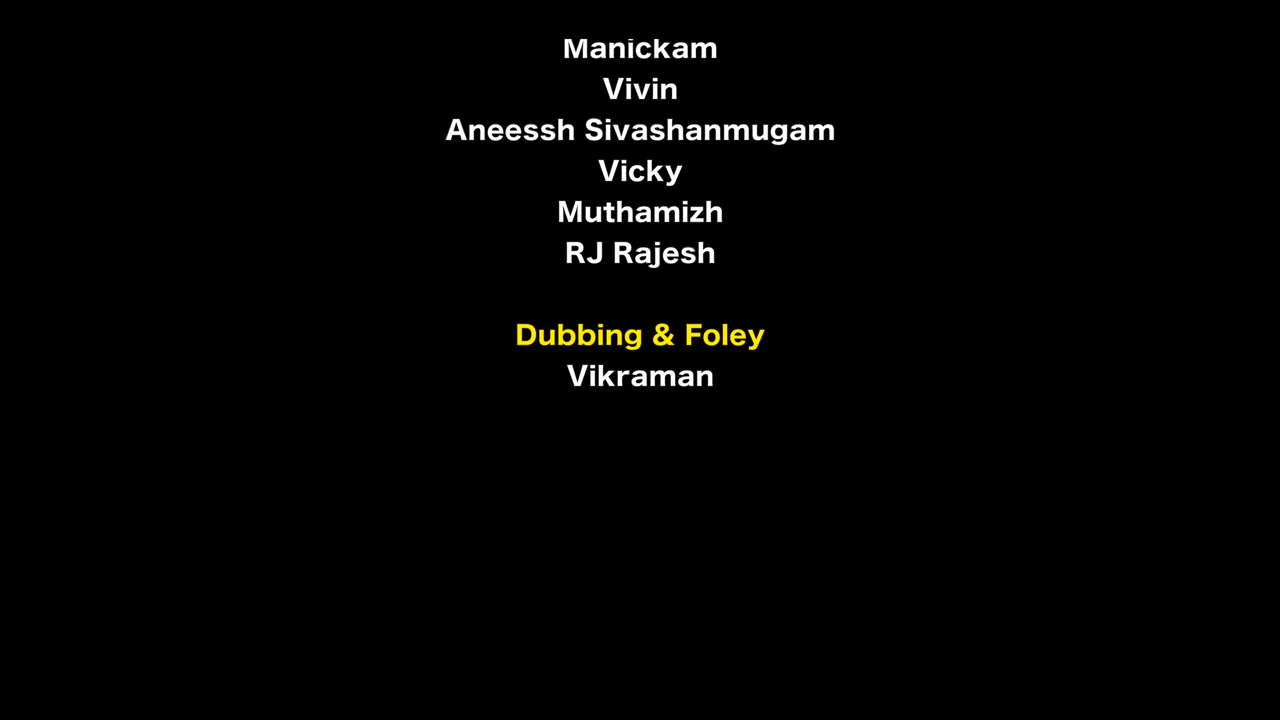 Manickam
Vivin
Aneessh Sivashanmugam
Vicky
Muthamizh
RJ Rajesh
Dubbing & Foley
Vikraman